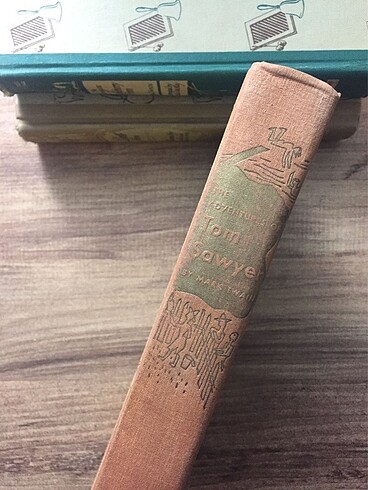 THE
ADVENTURES OF
Tom
Sawyer
BY MARK TWAIN